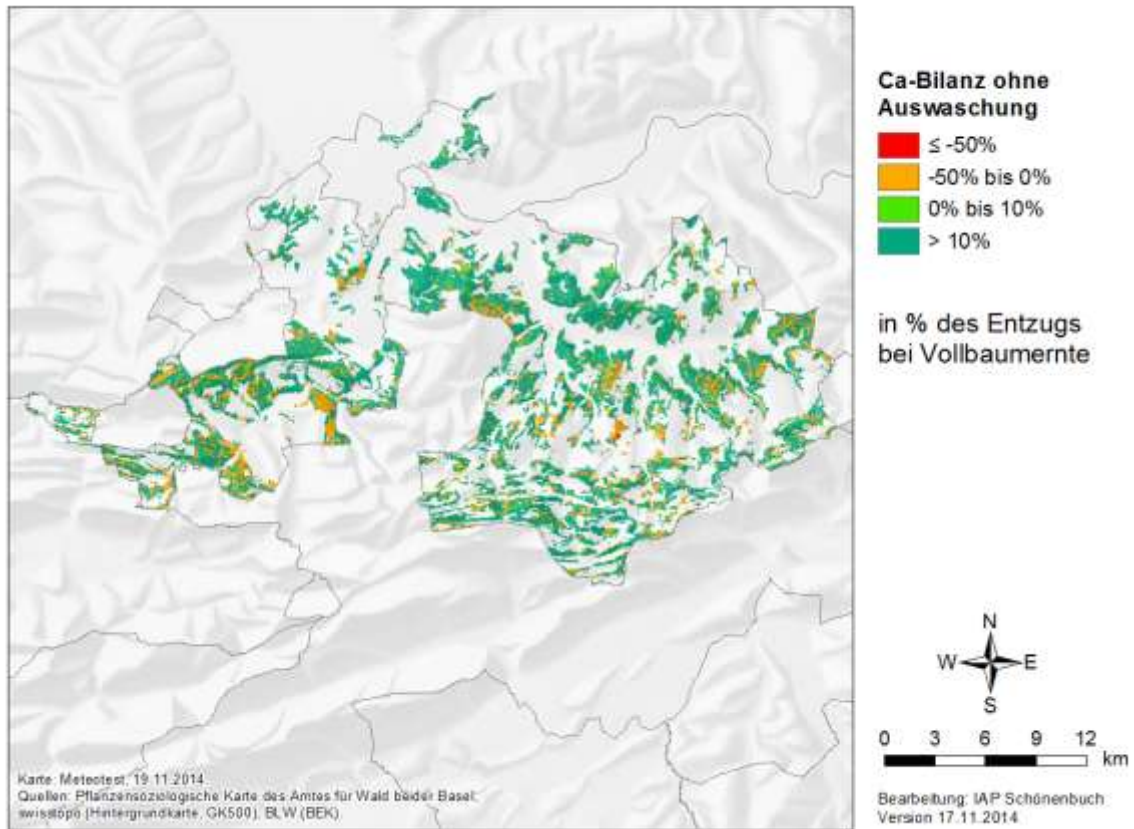 Ca-Bilanz ohne
Auswaschung
≤ -50%
-50% bis 0%
0% bis 10%
> 10%
in % des Entzugs
bei Vollbaumernte
N
W E
S
0 3 6 9 12
km
Karte: Meteotest, 19.11.2014
Quellen: Pflanzensoziologische Karte des Amtes für Wald beider Basel;
swisstopo (Hintergrundkarte, GK500), BLW (BEK)
Bearbeitung: IAP Schönenbuch
Version 17.11.2014